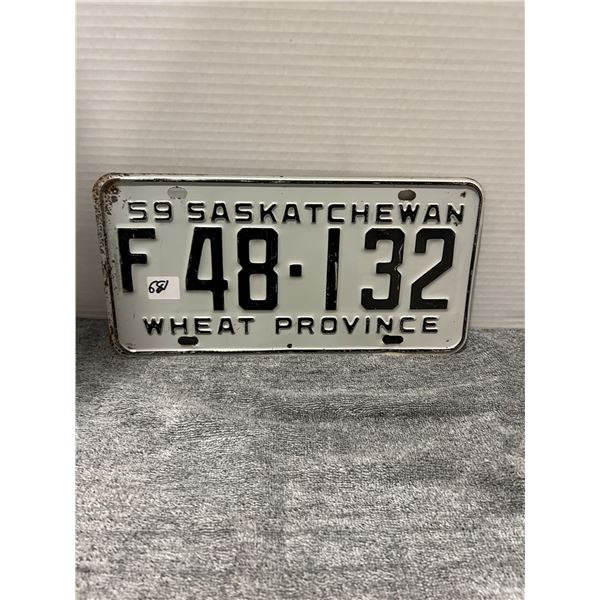 59 SASKATCHEWAN
F 48·132
681
WHEAT PROVINCE